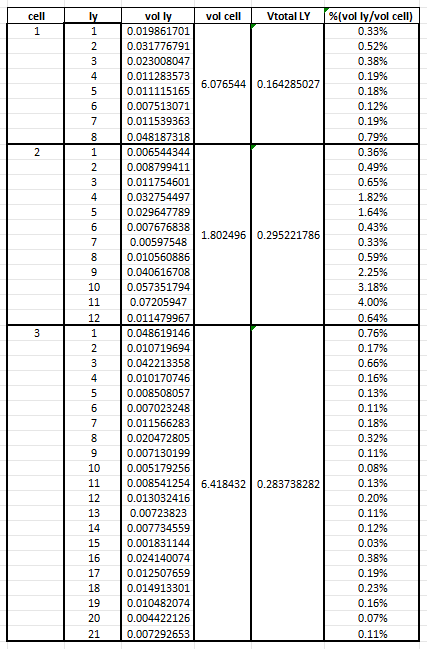 cell ly vol ly vol cell Vtotal LY %(vol ly/vol cell)
1 1 0.019861701 0.33%
2 0.031776791 0.52%
3 0.023008047 0.38%
4 0.011283573 0.19%
6.076544 0.164285027
5 0.011115165 0.18%
6 0.007513071 0.12%
7 0.011539363 0.19%
8 0.048187318 0.79%
2 1 0.006544344 0.36%
2 0.008799411 0.49%
3 0.011754601 0.65%
4 0.032754497 1.82%
5 0.029647789 1.64%
6 0.007676838 0.43%
1.802496 0.295221786
7 0.00597548 0.33%
8 0.010560886 0.59%
9 0.040616708 2.25%
10 0.057351794 3.18%
11 0.07205947 4.00%
12 0.011479967 0.64%
3 1 0.048619146 0.76%
2 0.010719694 0.17%
3 0.042213358 0.66%
4 0.010170746 0.16%
5 0.008508057 0.13%
6 0.007023248 0.11%
7 0.011566283 0.18%
8 0.020472805 0.32%
9 0.007130199 0.11%
10 0.005179256 0.08%
11 0.008541254 6.418432 0.283738282 0.13%
12 0.013032416 0.20%
13 0.00723823 0.11%
14 0.007734559 0.12%
15 0.001831144 0.03%
16 0.024140074 0.38%
17 0.012507659 0.19%
18 0.014913301 0.23%
19 0.010482074 0.16%
20 0.004422126 0.07%
21 0.007292653 0.11%